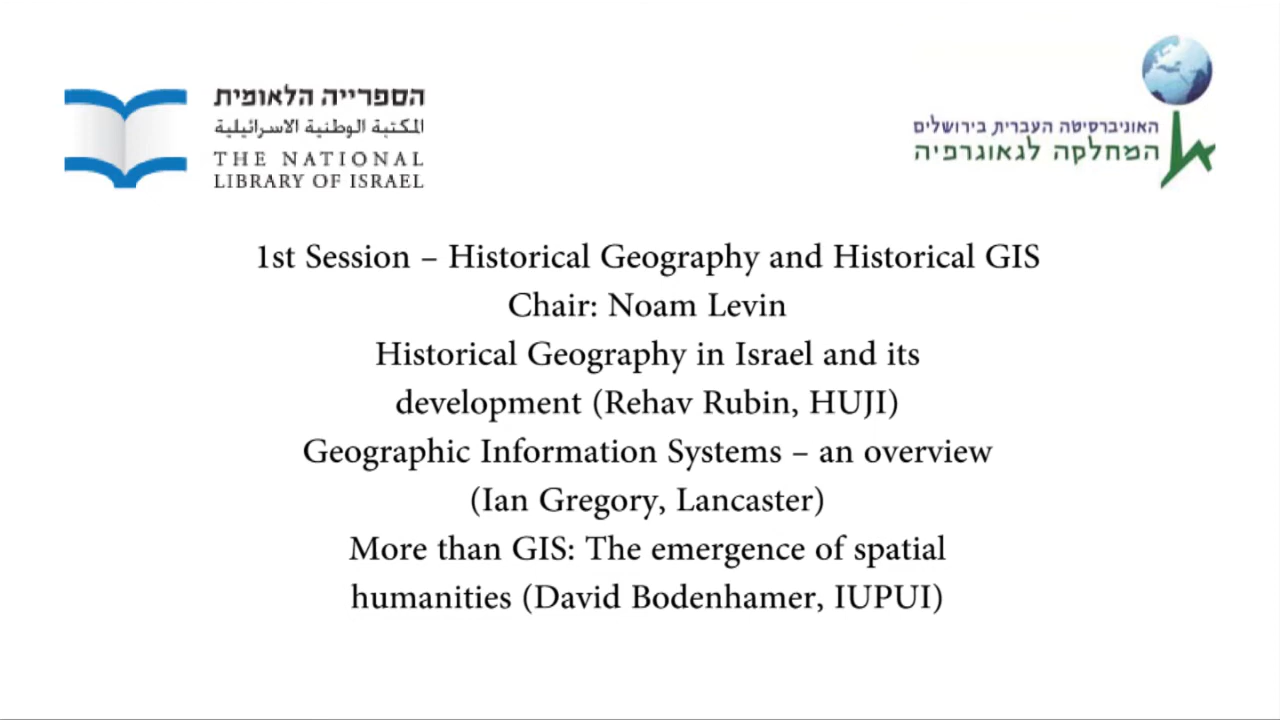 הספרייה הלאומית
المكتبة الوطنية الاسرائيلية
THE NATIONAL
LIBRARY OF ISRAEL
האוניברסיטה העברית בירושלים
המחלקה לגאוגרפיה
1st Session – Historical Geography and Historical GIS
Chair: Noam Levin
Historical Geography in Israel and its
development (Rehav Rubin, HUJI)
Geographic Information Systems – an overview
(Ian Gregory, Lancaster)
More than GIS: The emergence of spatial
humanities (David Bodenhamer, IUPUI)